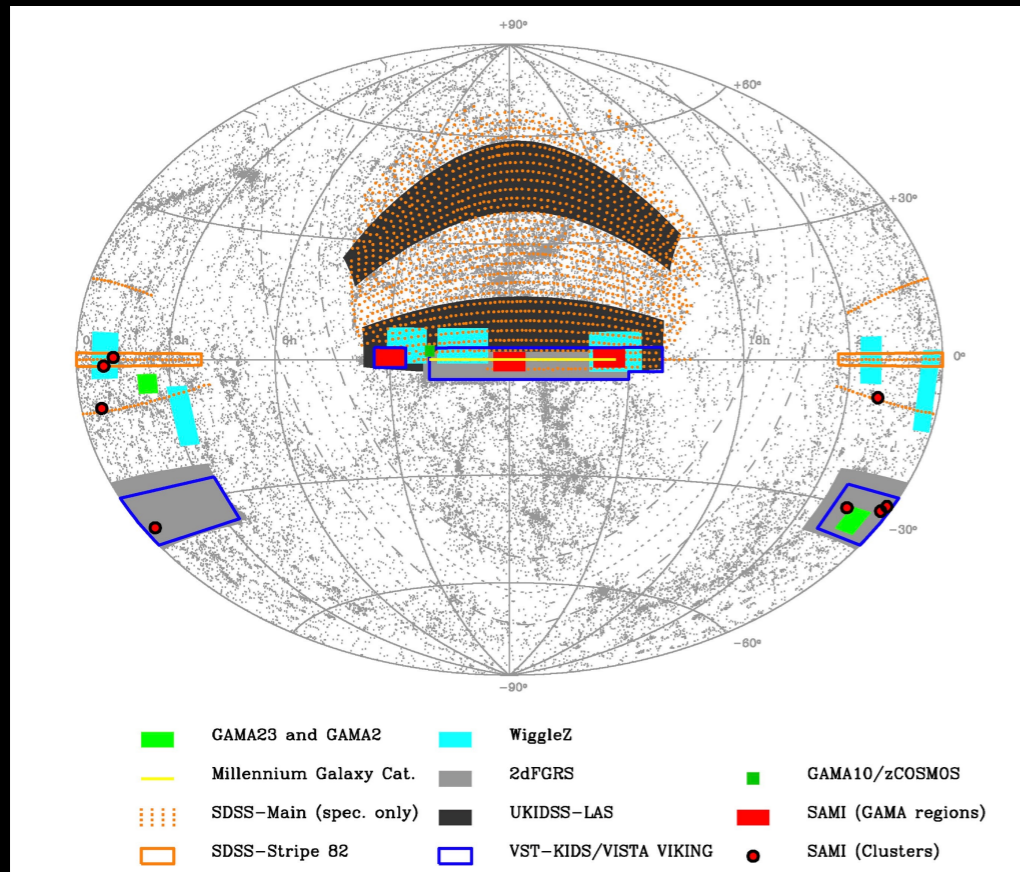 +90°
+60°
+30°
0
3h
6h
18h
0°
−30°
−60°
−90°
GAMA23 and GAMA2
WiggleZ
Millennium Galaxy Cat.
2dFGRS
GAMA10/zCOSMOS
SDSS−Main (spec. only)
UKIDSS−LAS
SAMI (GAMA regions)
SDSS−Stripe 82
VST−KIDS/VISTA VIKING
SAMI (Clusters)